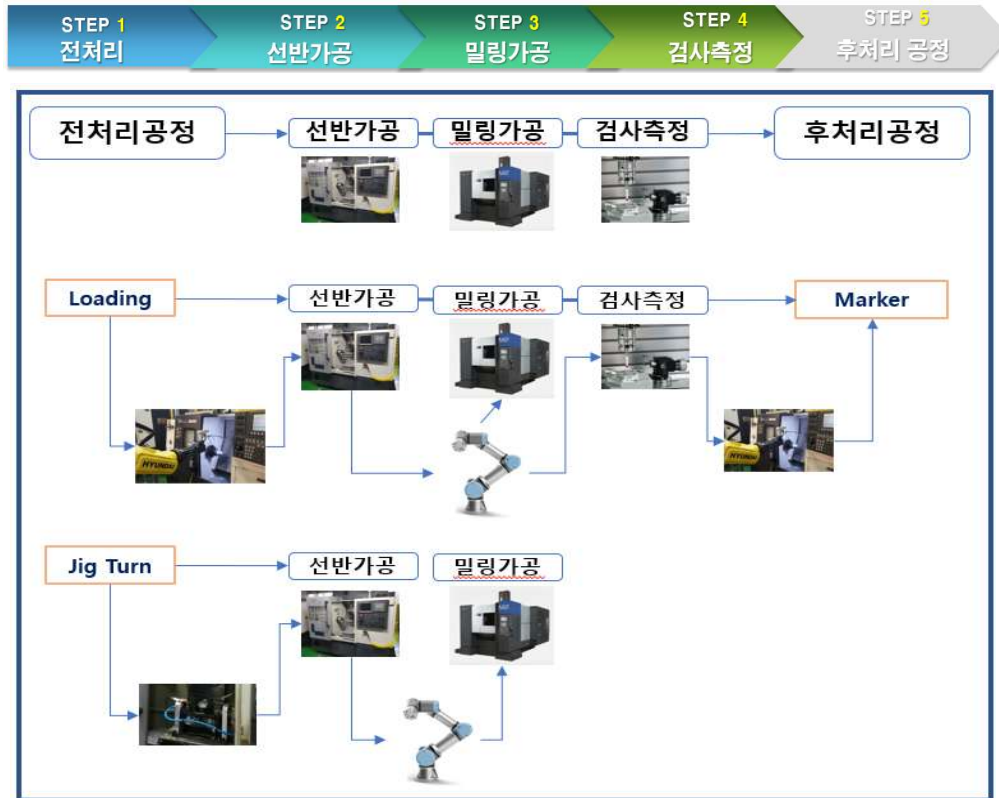 STEP 1
전처리
STEP 2
선반가공
STEP 3
밀링가공
STEP 4
검사측정
STEP 5
후처리 공정
전처리공정
선반가공
밀링가공
검사측정
후처리공정
Loading
선반가공
밀링가공
검사측정
Marker
HYUNDAI
HYUNDAI
Jig Turn
선반가공
밀링가공